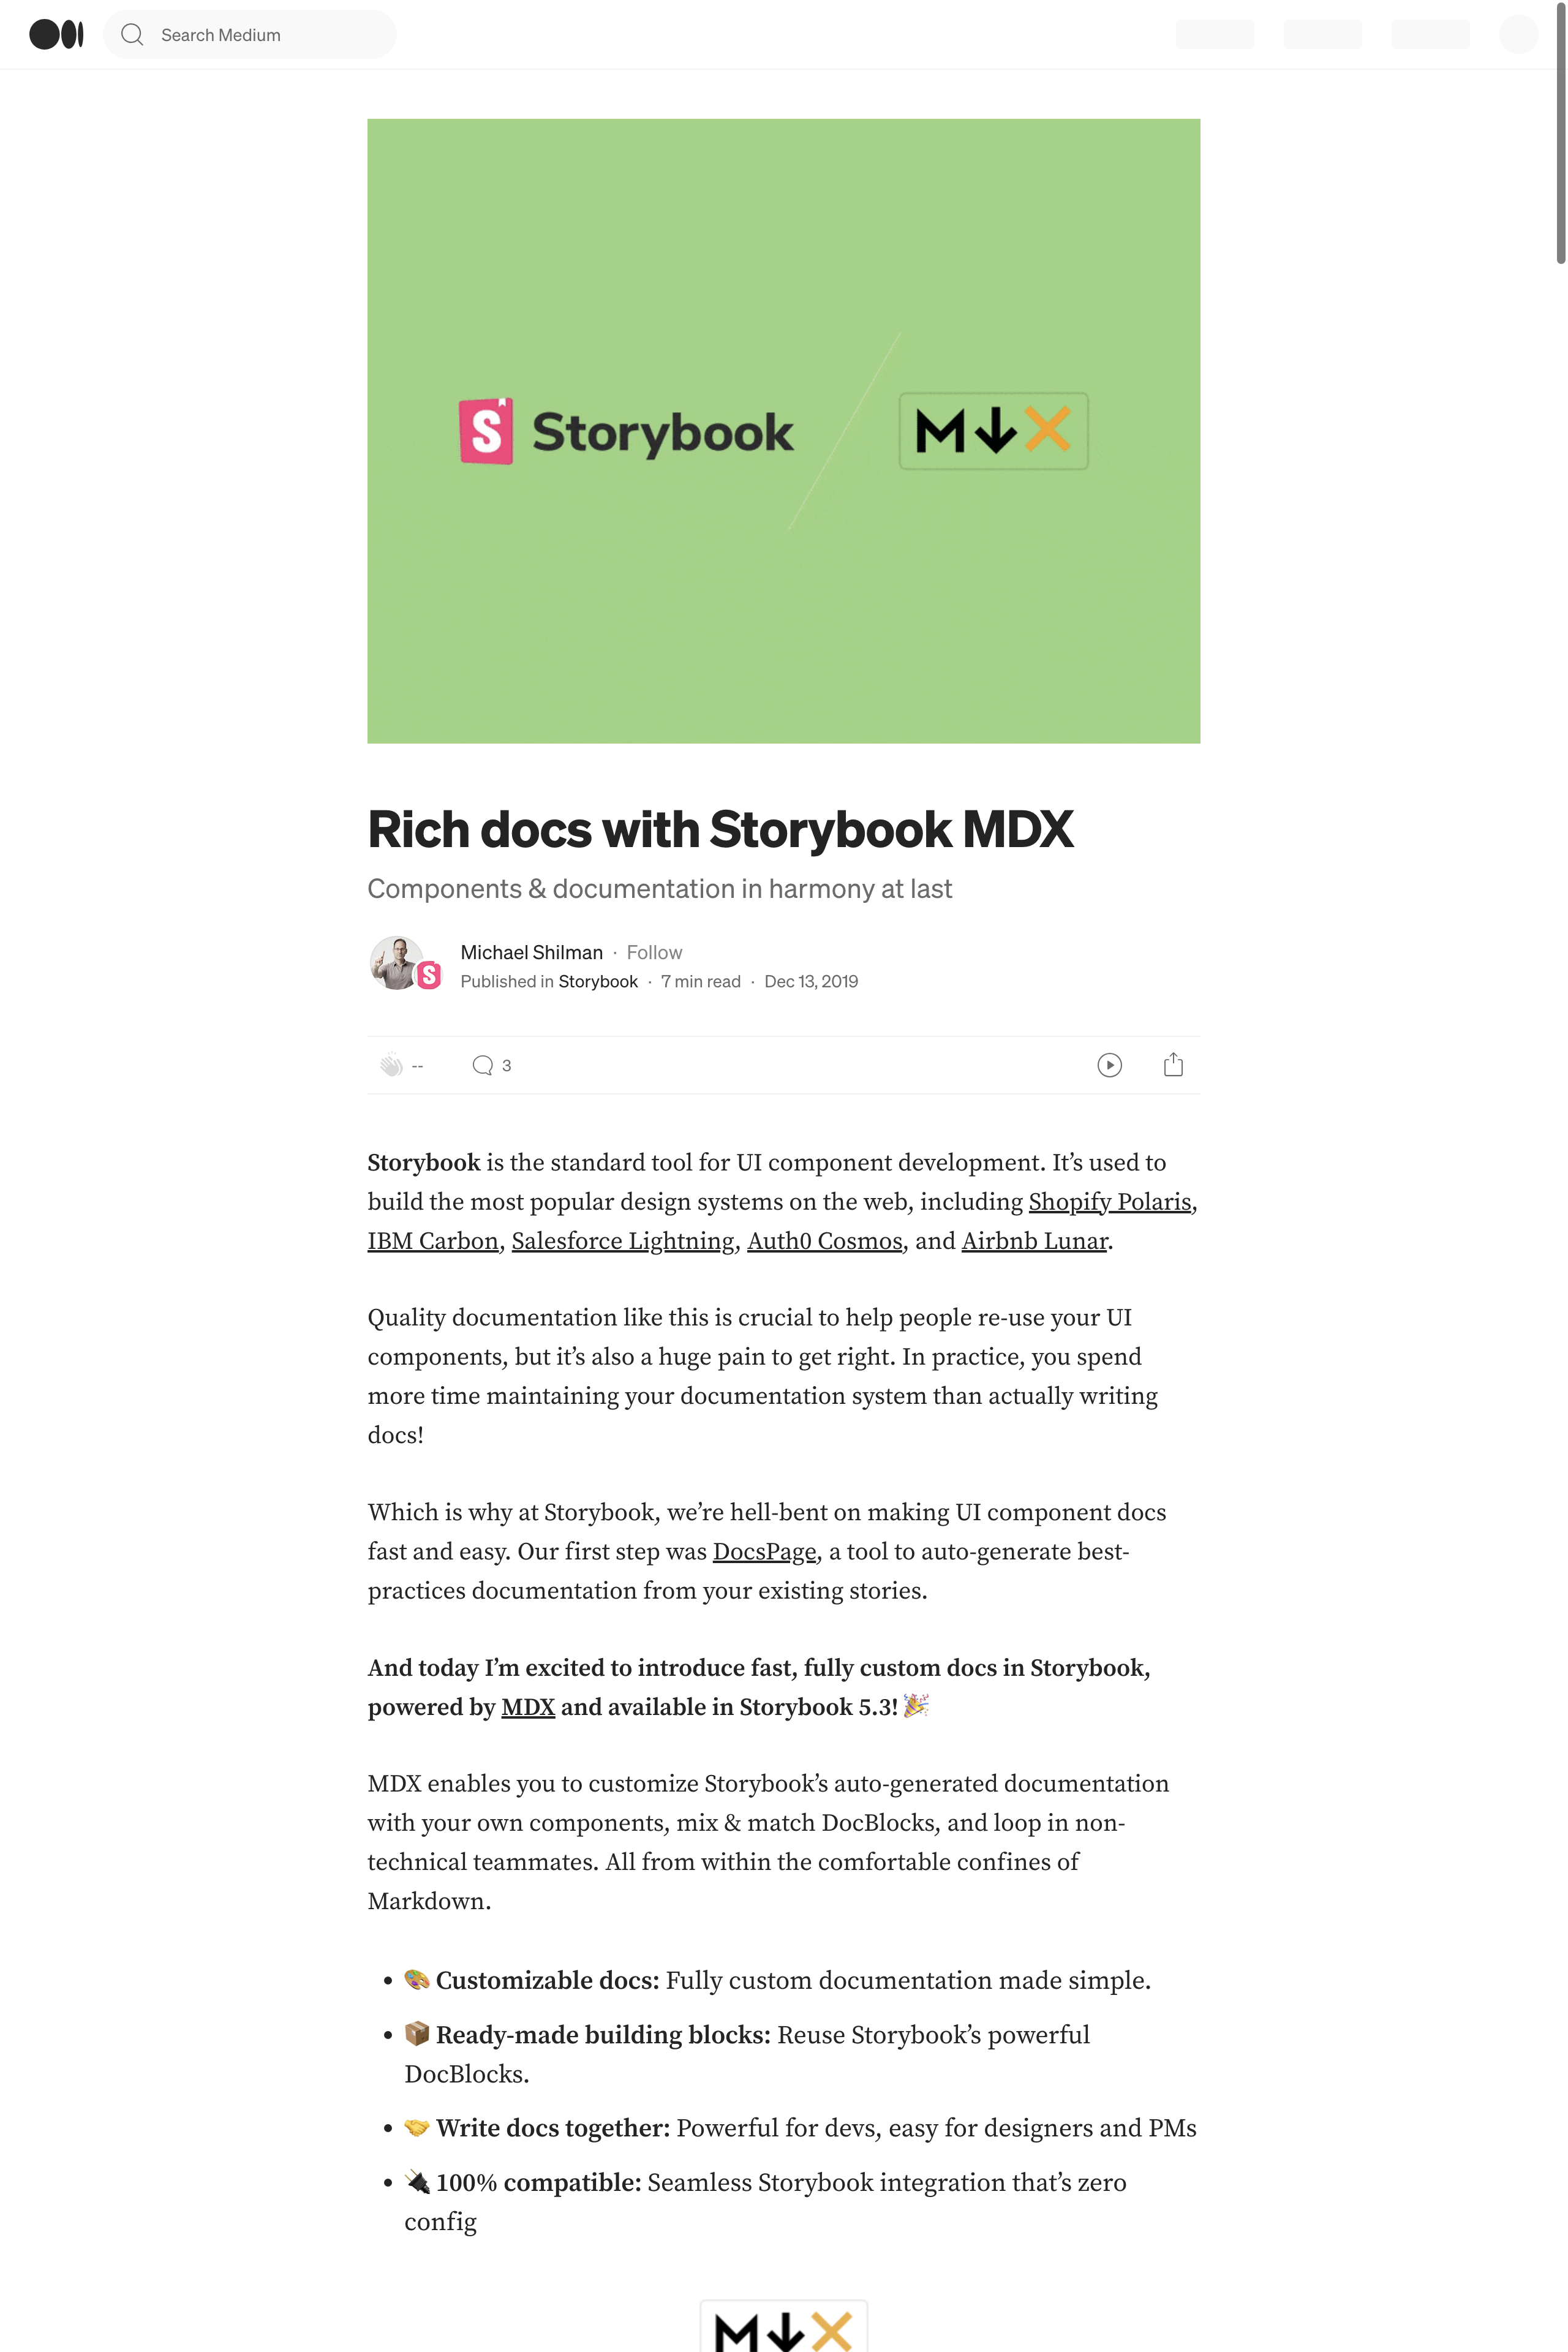 Search Medium
S Storybook
M↓X
Rich docs with Storybook MDX
Components & documentation in harmony at last
Michael Shilman · Follow
S
Published in Storybook · 7 min read · Dec 13, 2019
--
3
Storybook is the standard tool for UI component development. It’s used to
build the most popular design systems on the web, including Shopify Polaris,
IBM Carbon, Salesforce Lightning, Auth0 Cosmos, and Airbnb Lunar.
Quality documentation like this is crucial to help people re-use your UI
components, but it’s also a huge pain to get right. In practice, you spend
more time maintaining your documentation system than actually writing
docs!
Which is why at Storybook, we’re hell-bent on making UI component docs
fast and easy. Our first step was DocsPage, a tool to auto-generate best-
practices documentation from your existing stories.
And today I’m excited to introduce fast, fully custom docs in Storybook,
powered by MDX and available in Storybook 5.3! 🎉
MDX enables you to customize Storybook’s auto-generated documentation
with your own components, mix & match DocBlocks, and loop in non-
technical teammates. All from within the comfortable confines of
Markdown.
• 🎨 Customizable docs: Fully custom documentation made simple.
• 📦 Ready-made building blocks: Reuse Storybook’s powerful
DocBlocks.
• 🤝 Write docs together: Powerful for devs, easy for designers and PMs
• 🔌 100% compatible: Seamless Storybook integration that’s zero
config
M↓X